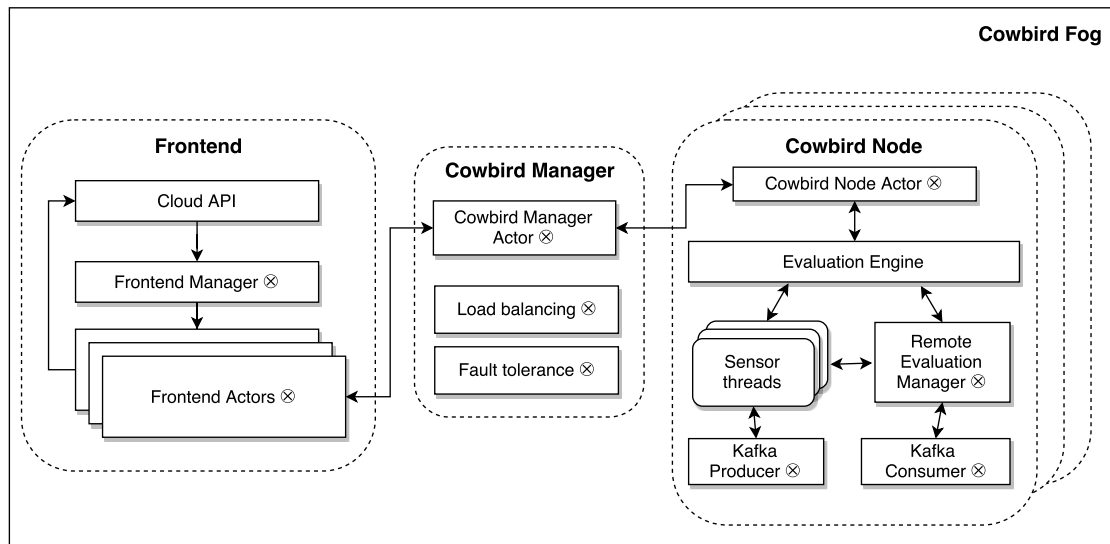 Cowbird Fog
Frontend
Cloud API
Frontend Manager ⊗
Frontend Actors ⊗
Cowbird Manager
Cowbird Manager
Actor ⊗
Load balancing ⊗
Fault tolerance ⊗
Cowbird Node
Cowbird Node Actor ⊗
Evaluation Engine
Sensor
threads
Remote
Evaluation
Manager ⊗
Kafka
Producer ⊗
Kafka
Consumer ⊗